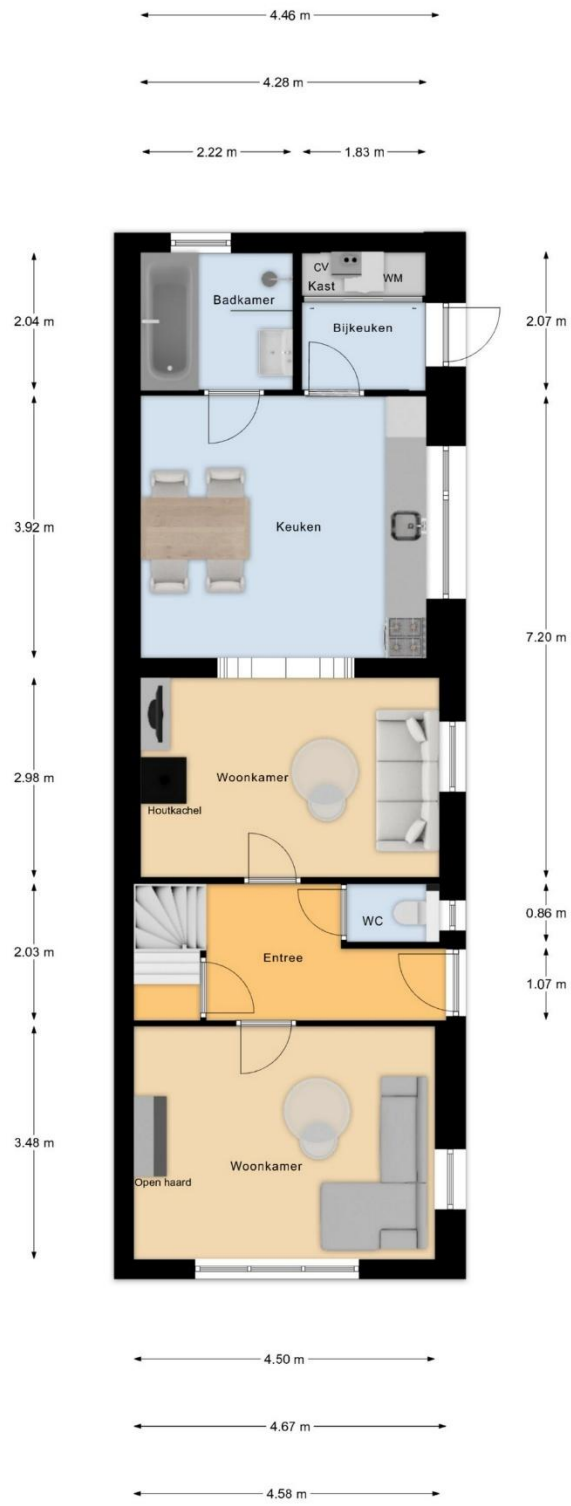 4.46 m
4.28 m
2.22 m
1.83 m
2.04 m
2.07 m
CV
WM
Kast
Badkamer
Bijkeuken
3.92 m
Keuken
7.20 m
2.98 m
Woonkamer
Houtkachel
0.86 m
WC
2.03 m
Entree
1.07 m
3.48 m
Woonkamer
Open haard
4.50 m
4.67 m
4.58 m